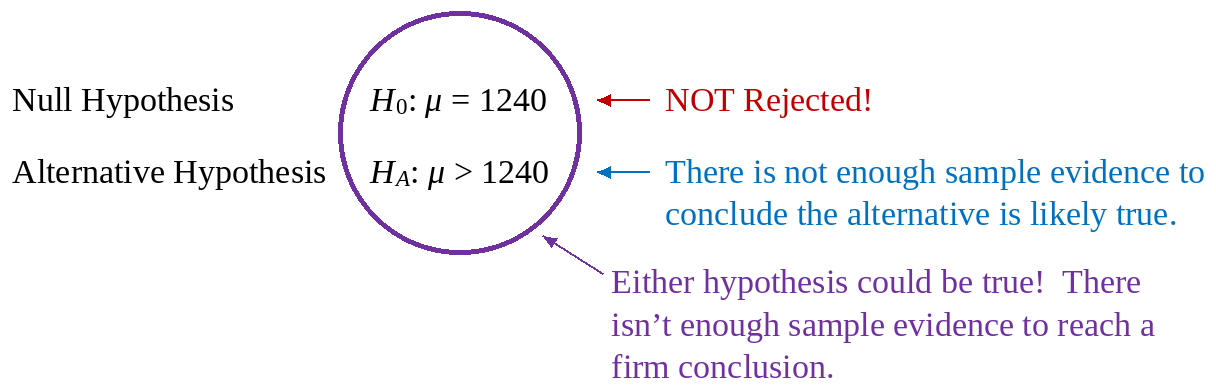 Null Hypothesis H₀: μ = 1240 NOT Rejected!
Alternative Hypothesis H_A: μ > 1240 There is not enough sample evidence to
conclude the alternative is likely true.
Either hypothesis could be true!  There
isn’t enough sample evidence to reach a
firm conclusion.